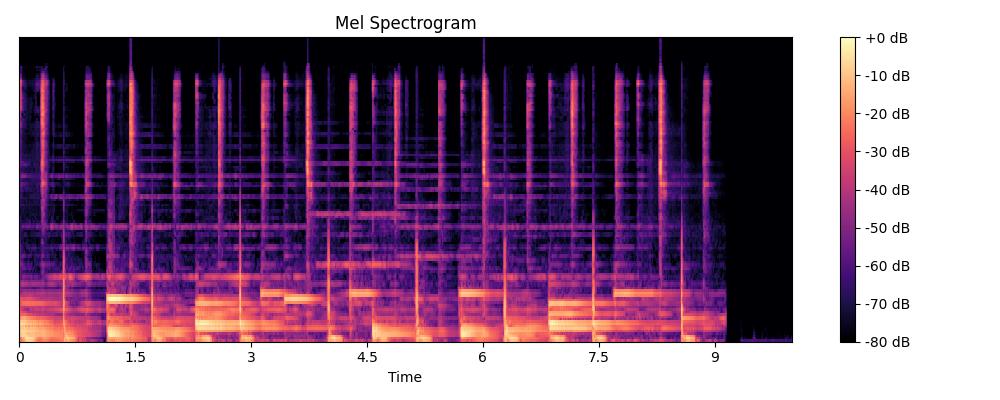 Mel Spectrogram
+0 dB
-10 dB
-20 dB
-30 dB
-40 dB
-50 dB
-60 dB
-70 dB
-80 dB
0
1.5
3
4.5
6
7.5
9
Time